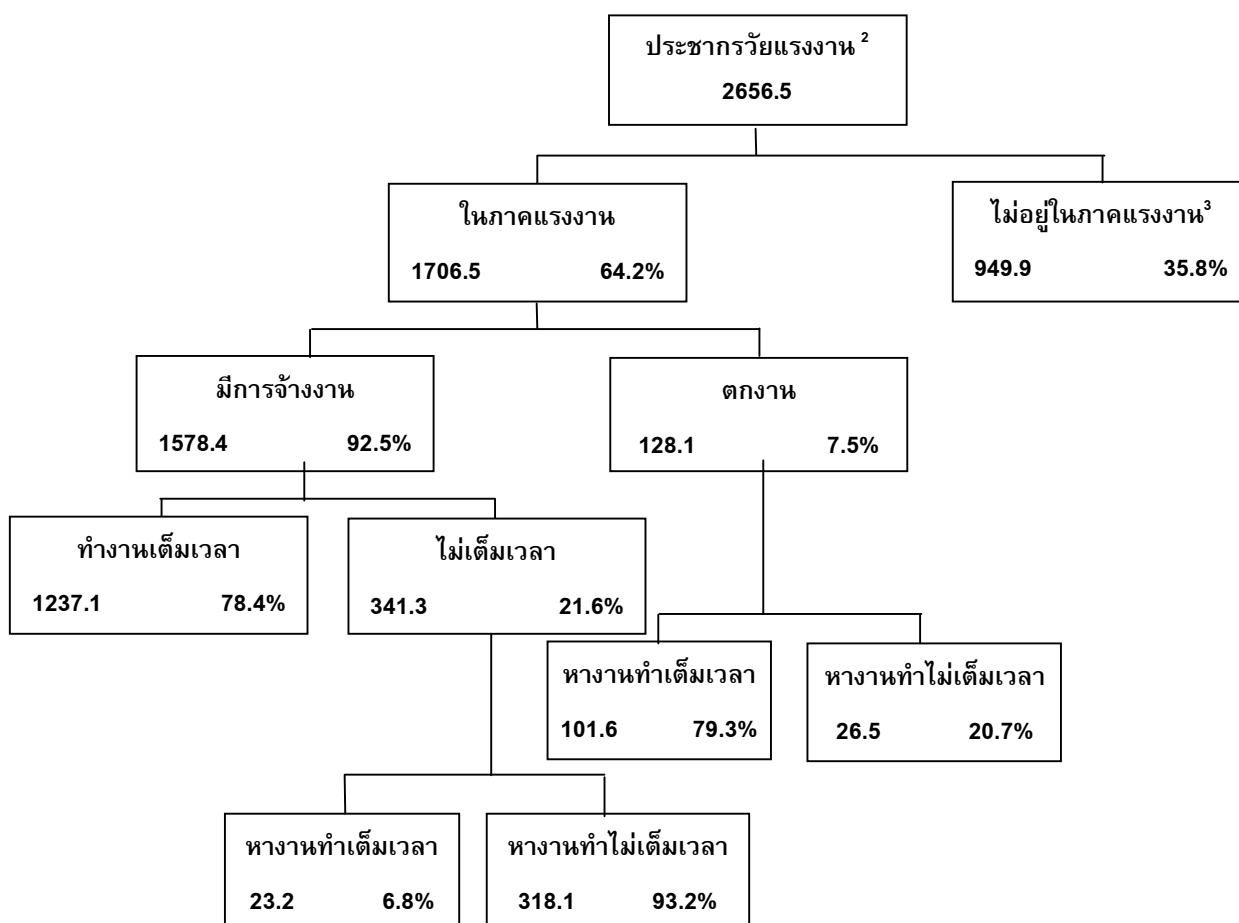 ประชากรวัยแรงงาน ²
2656.5
ในภาคแรงงาน
1706.5 64.2%
ไม่อยู่ในภาคแรงงาน³
949.9 35.8%
มีการจ้างงาน
1578.4 92.5%
ตกงาน
128.1 7.5%
ทำงานเต็มเวลา
1237.1 78.4%
ไม่เต็มเวลา
341.3 21.6%
หางานทำเต็มเวลา
101.6 79.3%
หางานทำไม่เต็มเวลา
26.5 20.7%
หางานทำเต็มเวลา
23.2 6.8%
หางานทำไม่เต็มเวลา
318.1 93.2%